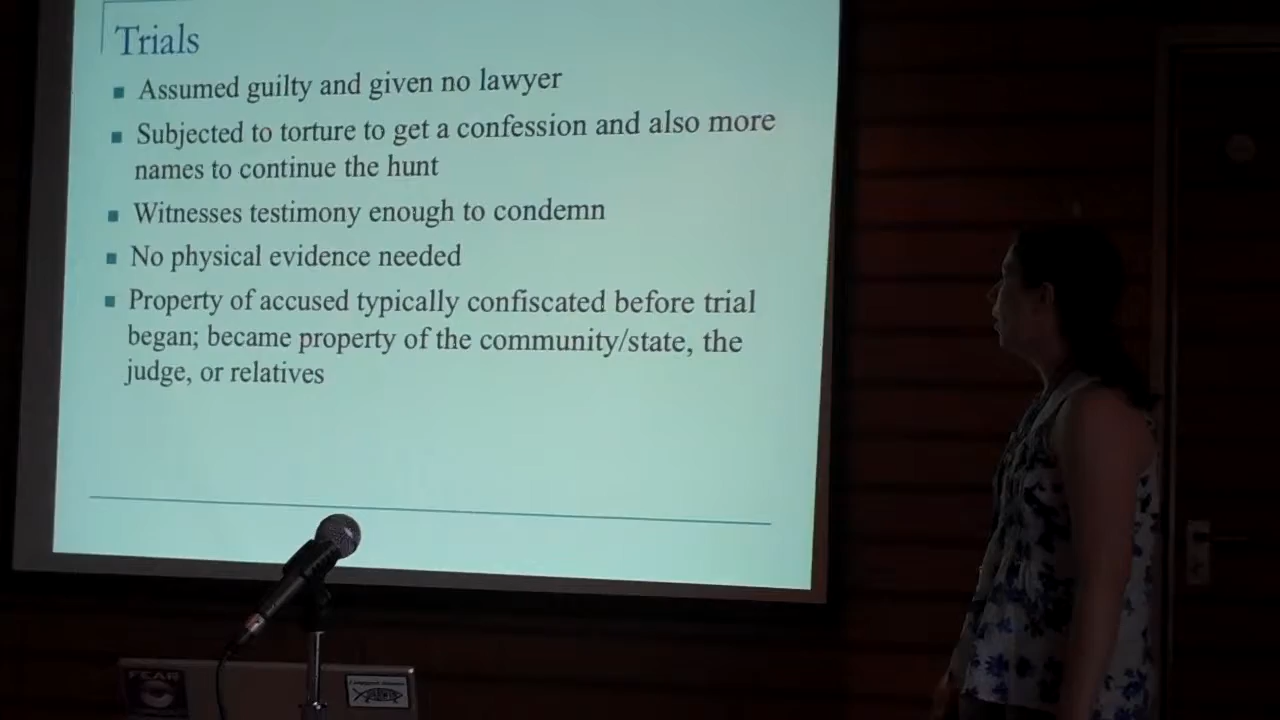 Trials
Assumed guilty and given no lawyer
Subjected to torture to get a confession and also more
names to continue the hunt
Witnesses testimony enough to condemn
No physical evidence needed
Property of accused typically confiscated before trial
began; became property of the community/state, the
judge, or relatives
FEAR
DARWIN